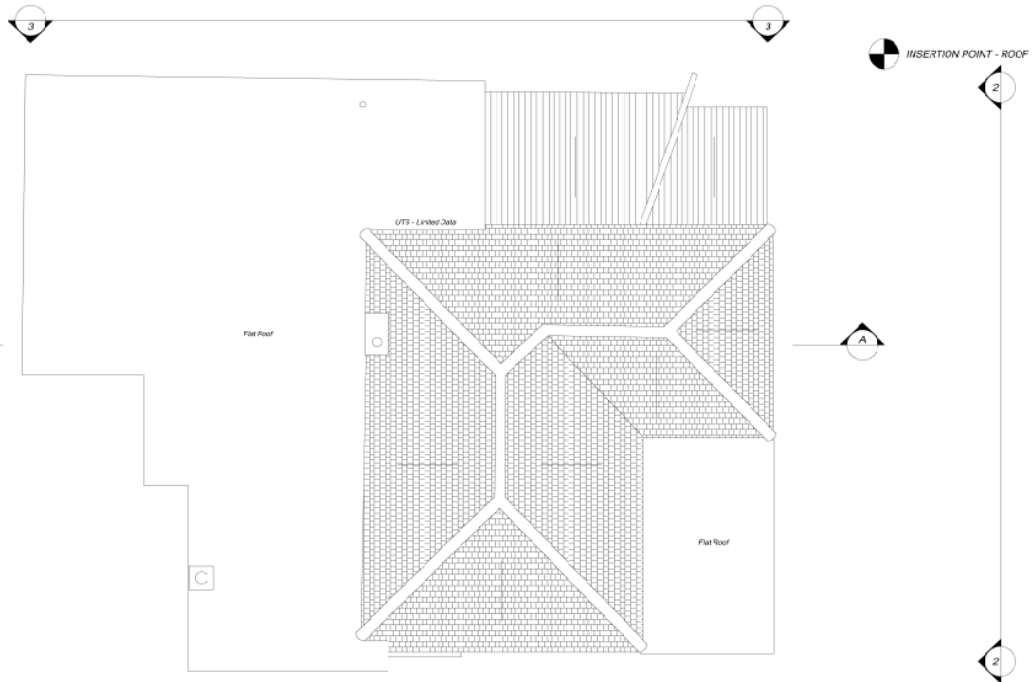 3
3
INSERTION POINT - ROOF
2
UTS - Limited Data
Flat Roof
A
Flat Roof
2